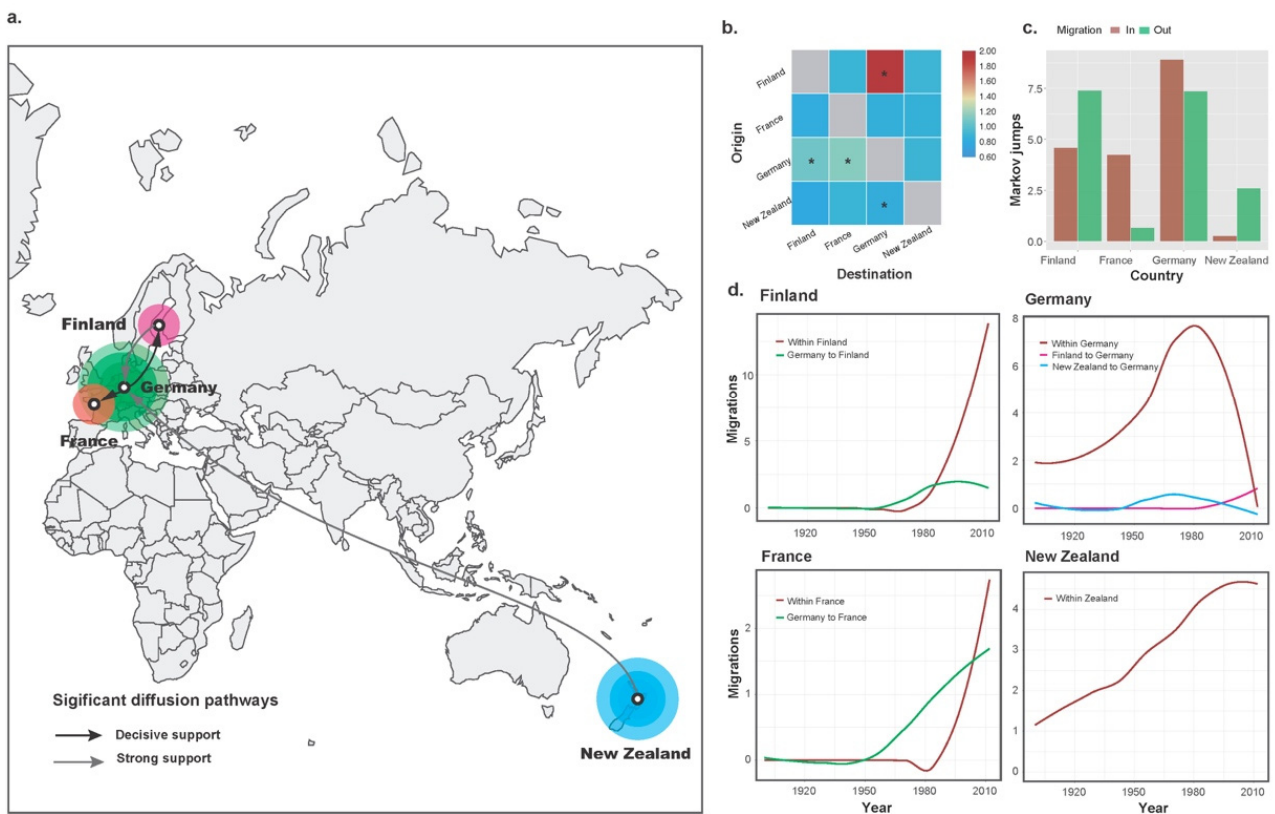 a.
Finland
Germany
France
New Zealand
Sigificant diffusion pathways
Decisive support
Strong support
b.
Origin
Finland
France
Germany
New Zealand
*
* *
*
Finland France Germany New Zealand
Destination
2.00
1.80
1.60
1.40
1.20
1.00
0.80
0.60
c.
Migration In Out
Markov jumps
7.5
5.0
2.5
0.0
Finland France Germany New Zealand
Country
d.
Finland
Migrations
10
5
0
Within Finland
Germany to Finland
1920 1950 1980 2010
Germany
8
6
4
2
0
Within Germany
Finland to Germany
New Zealand to Germany
1920 1950 1980 2010
France
Migrations
2
1
0
Within France
Germany to France
1920 1950 1980 2010
Year
New Zealand
4
3
2
1
0
Within Zealand
1920 1950 1980 2010
Year